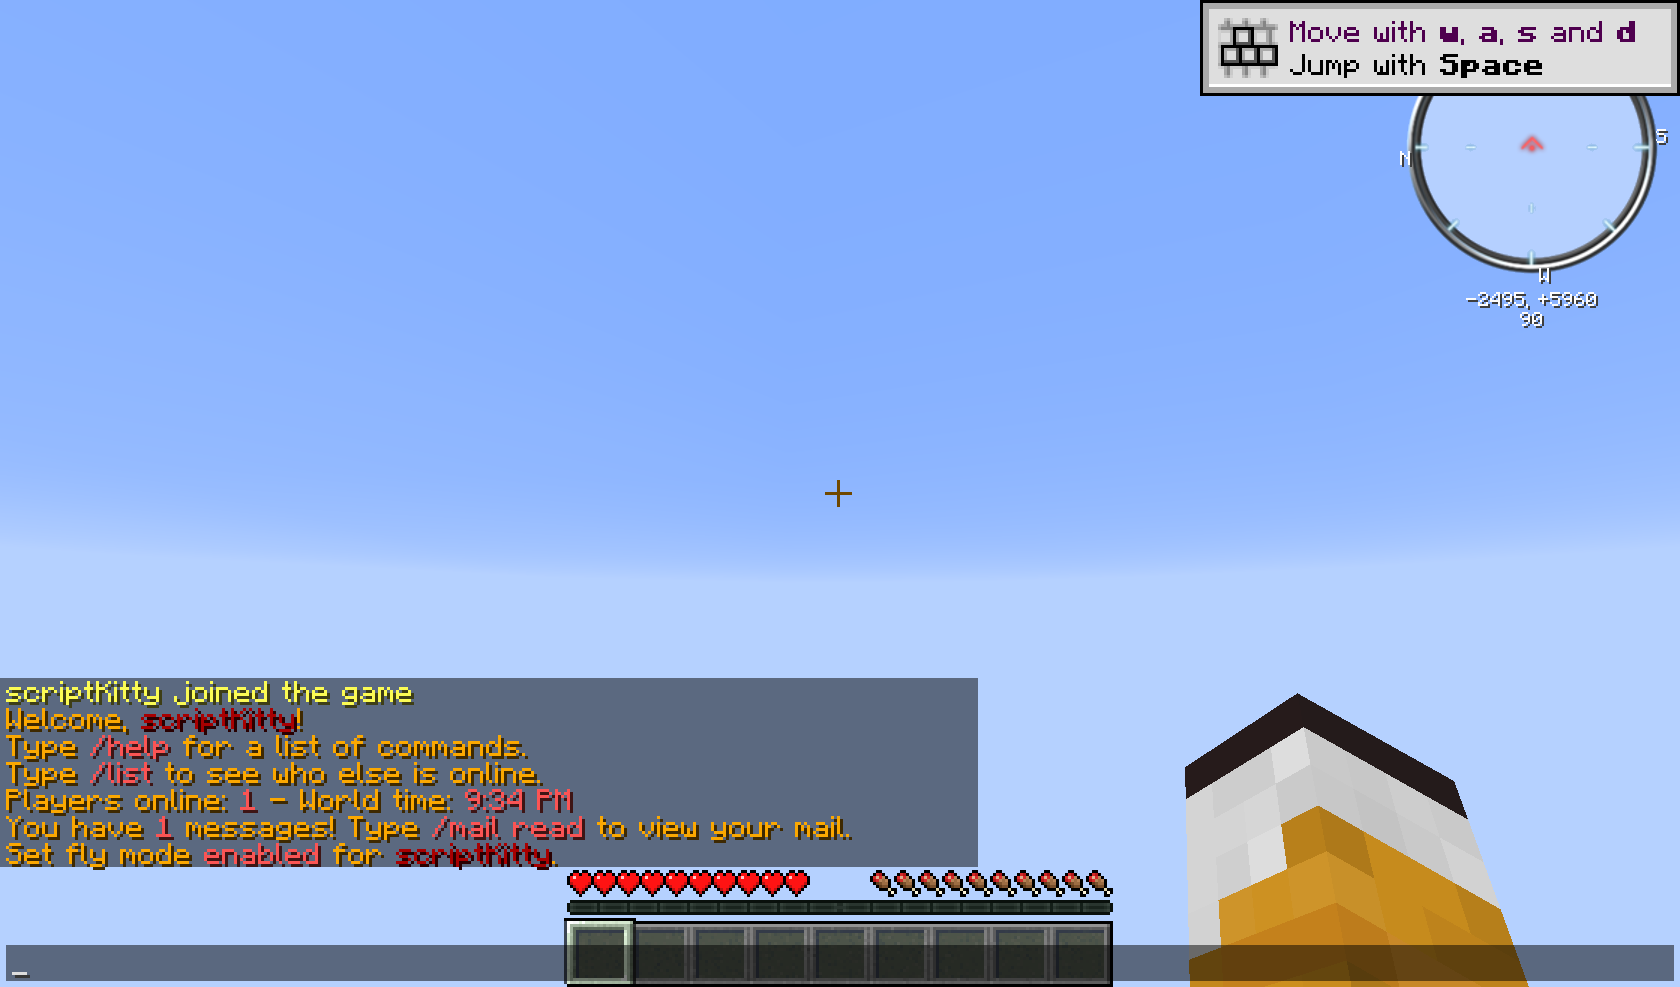 Move with w, a, s and d
Jump with Space
S
N
W
-2495, +5960
90
scriptKitty joined the game
Welcome, scriptKitty!
Type /help for a list of commands.
Type /list to see who else is online.
Players online: 1 - World time: 9:34 PM
You have 1 messages! Type /mail read to view your mail.
Set fly mode enabled for scriptKitty.
_